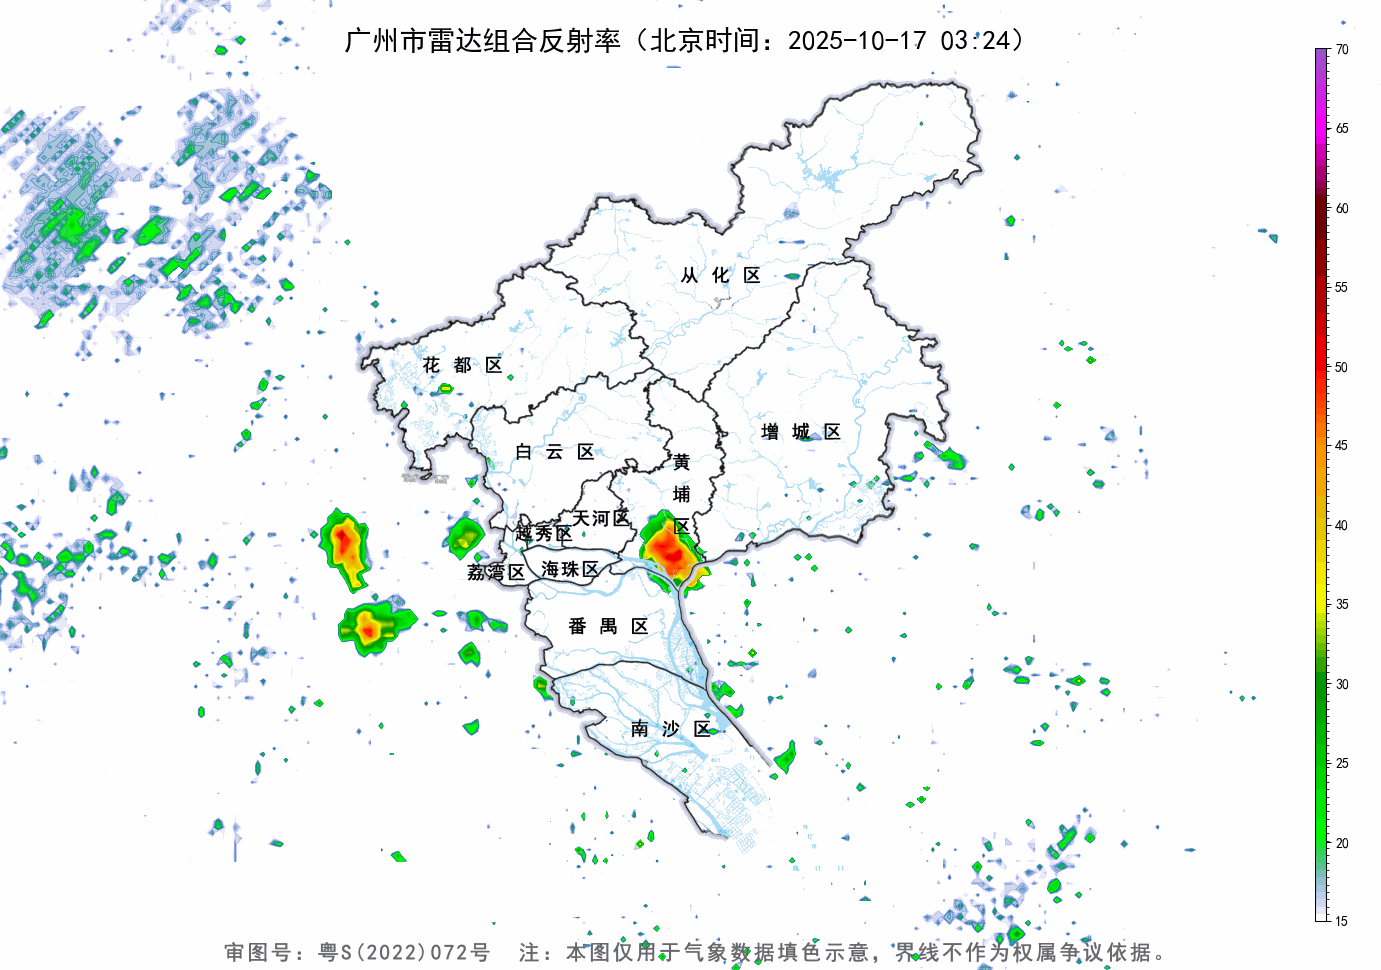 广州市雷达组合反射率（北京时间：2025-10-17 03:24）
70
65
60
55
50
45
40
35
30
25
20
15
从化区
花都区
增城区
白云区
黄埔区
天河区
越秀区
荔湾区
海珠区
番禺区
南沙区
审图号：粤S(2022)072号 注：本图仅用于气象数据填色示意，界线不作为权属争议依据。